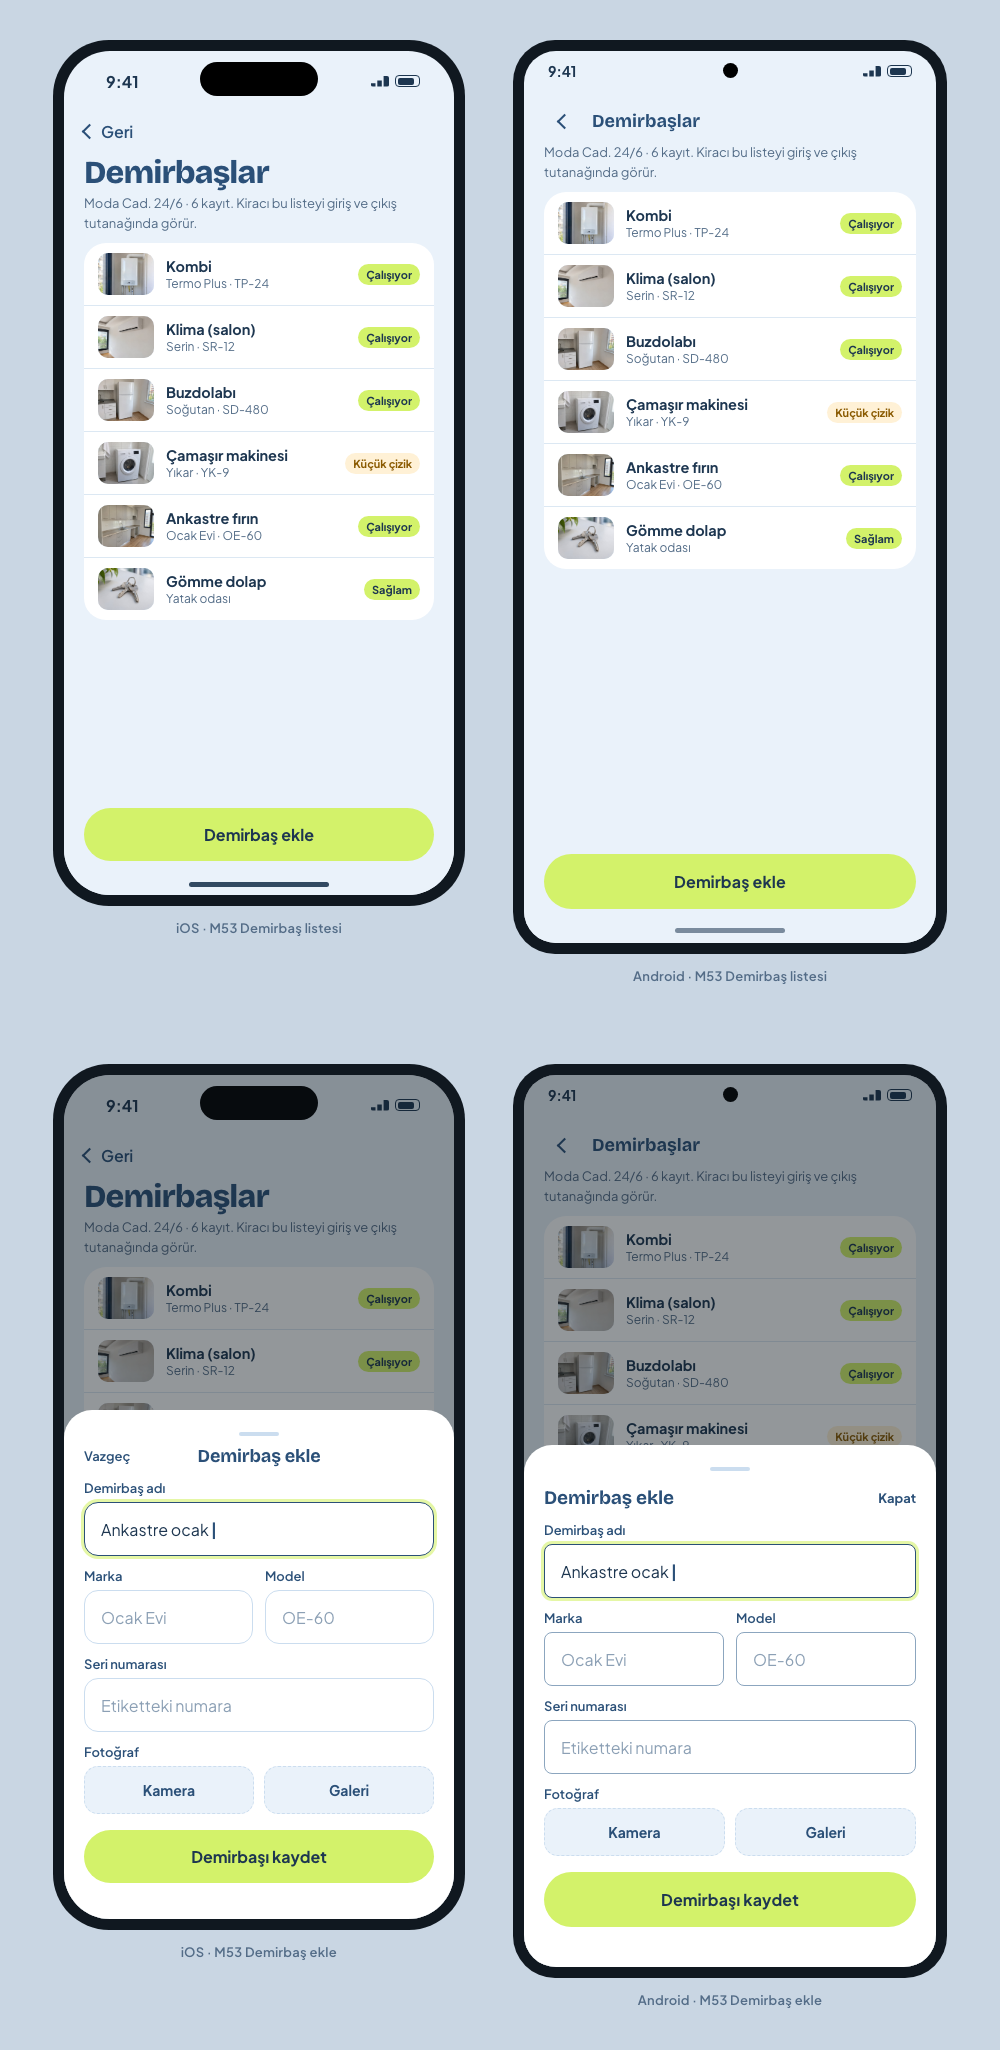 9:41
Geri
Demirbaşlar
Moda Cad. 24/6 · 6 kayıt. Kiracı bu listeyi giriş ve çıkış
tutanağında görür.
Kombi
Termo Plus · TP-24
Çalışıyor
Klima (salon)
Serin · SR-12
Çalışıyor
Buzdolabı
Soğutan · SD-480
Çalışıyor
Çamaşır makinesi
Yıkar · YK-9
Küçük çizik
Ankastre fırın
Ocak Evi · OE-60
Çalışıyor
Gömme dolap
Yatak odası
Sağlam
Demirbaş ekle
iOS · M53 Demirbaş listesi
9:41
Demirbaşlar
Moda Cad. 24/6 · 6 kayıt. Kiracı bu listeyi giriş ve çıkış
tutanağında görür.
Kombi
Termo Plus · TP-24
Çalışıyor
Klima (salon)
Serin · SR-12
Çalışıyor
Buzdolabı
Soğutan · SD-480
Çalışıyor
Çamaşır makinesi
Yıkar · YK-9
Küçük çizik
Ankastre fırın
Ocak Evi · OE-60
Çalışıyor
Gömme dolap
Yatak odası
Sağlam
Demirbaş ekle
Android · M53 Demirbaş listesi
9:41
Geri
Demirbaşlar
Moda Cad. 24/6 · 6 kayıt. Kiracı bu listeyi giriş ve çıkış
tutanağında görür.
Kombi
Termo Plus · TP-24
Çalışıyor
Klima (salon)
Serin · SR-12
Çalışıyor
Vazgeç
Demirbaş ekle
Demirbaş adı
Ankastre ocak
Marka
Model
Ocak Evi
OE-60
Seri numarası
Etiketteki numara
Fotoğraf
Kamera
Galeri
Demirbaşı kaydet
iOS · M53 Demirbaş ekle
9:41
Demirbaşlar
Moda Cad. 24/6 · 6 kayıt. Kiracı bu listeyi giriş ve çıkış
tutanağında görür.
Kombi
Termo Plus · TP-24
Çalışıyor
Klima (salon)
Serin · SR-12
Çalışıyor
Buzdolabı
Soğutan · SD-480
Çalışıyor
Çamaşır makinesi
Yıkar · YK-9
Küçük çizik
Demirbaş ekle
Kapat
Demirbaş adı
Ankastre ocak
Marka
Model
Ocak Evi
OE-60
Seri numarası
Etiketteki numara
Fotoğraf
Kamera
Galeri
Demirbaşı kaydet
Android · M53 Demirbaş ekle